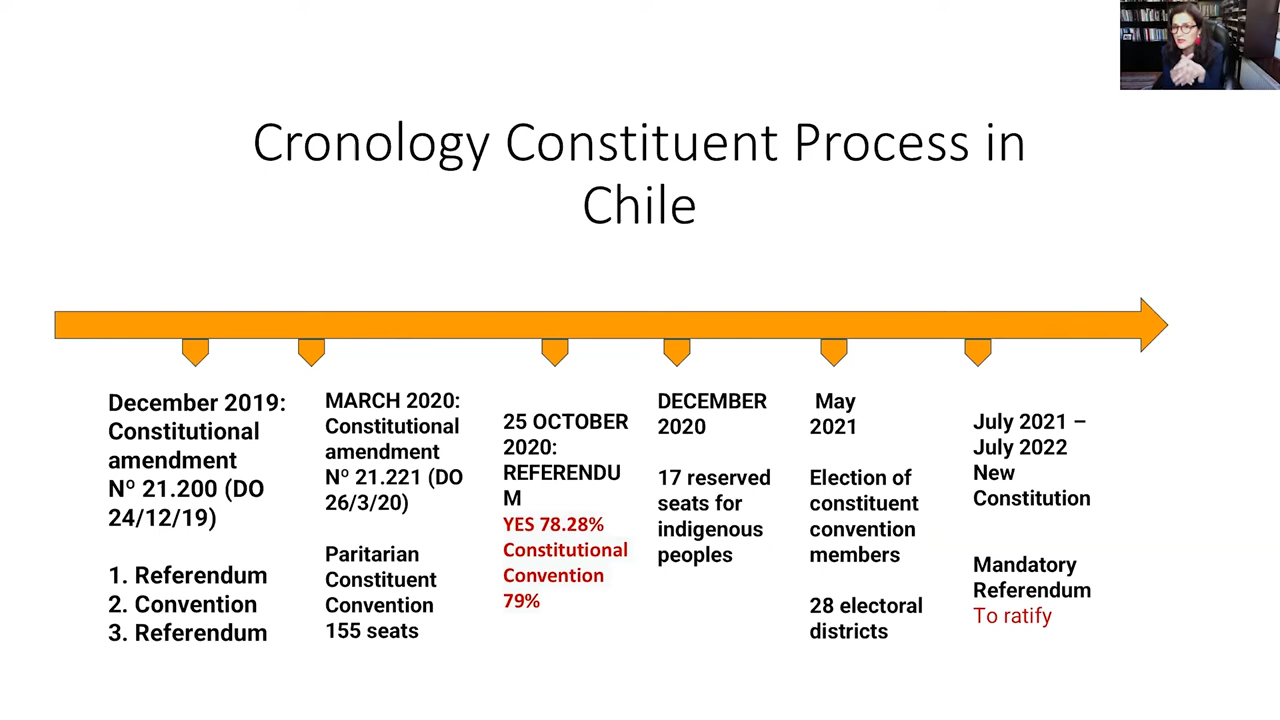 Cronology Constituent Process in
Chile
December 2019:
Constitutional
amendment
Nº 21.200 (DO
24/12/19)
1. Referendum
2. Convention
3. Referendum
MARCH 2020:
Constitutional
amendment
Nº 21.221 (DO
26/3/20)
Paritarian
Constituent
Convention
155 seats
25 OCTOBER
2020:
REFERENDU
M
YES 78.28%
Constitutional
Convention
79%
DECEMBER
2020
17 reserved
seats for
indigenous
peoples
May
2021
Election of
constituent
convention
members
28 electoral
districts
July 2021 –
July 2022
New
Constitution
Mandatory
Referendum
To ratify